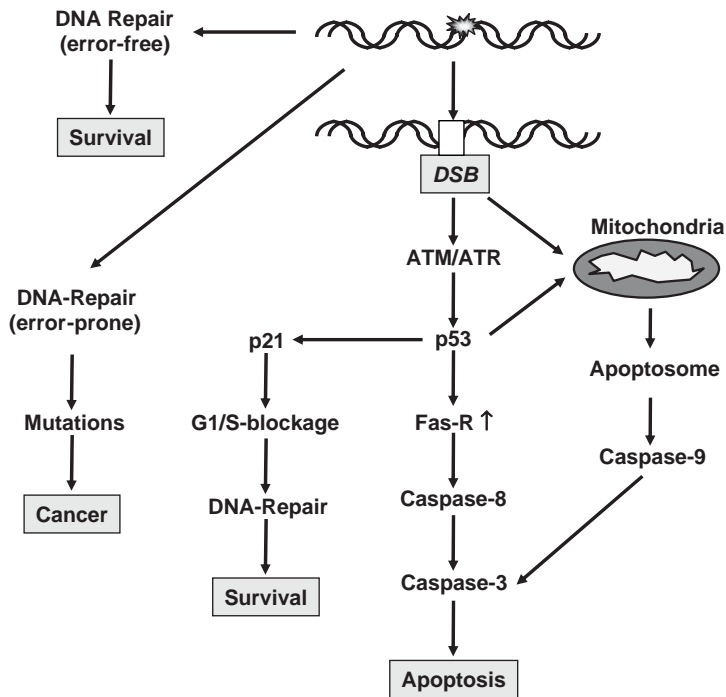 DNA Repair
(error-free)
Survival
DSB
Mitochondria
ATM/ATR
DNA-Repair
(error-prone)
p21
p53
Apoptosome
Mutations
G1/S-blockage
Fas-R ↑
Caspase-9
Cancer
DNA-Repair
Caspase-8
Survival
Caspase-3
Apoptosis